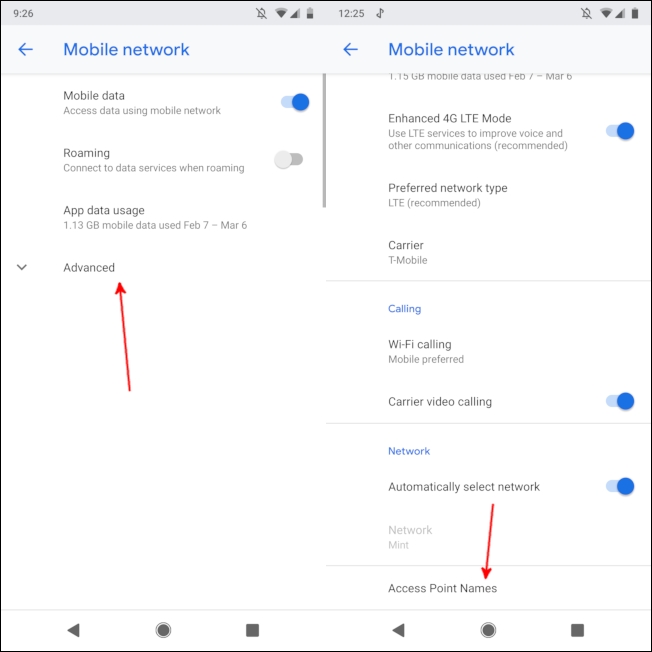 9:26
Mobile network
Mobile data
Access data using mobile network
Roaming
Connect to data services when roaming
App data usage
1.13 GB mobile data used Feb 7 – Mar 6
Advanced
12:25
Mobile network
1.15 GB mobile data used Feb 7 – Mar 6
Enhanced 4G LTE Mode
Use LTE services to improve voice and
other communications (recommended)
Preferred network type
LTE (recommended)
Carrier
T-Mobile
Calling
Wi-Fi calling
Mobile preferred
Carrier video calling
Network
Automatically select network
Network
Mint
Access Point Names